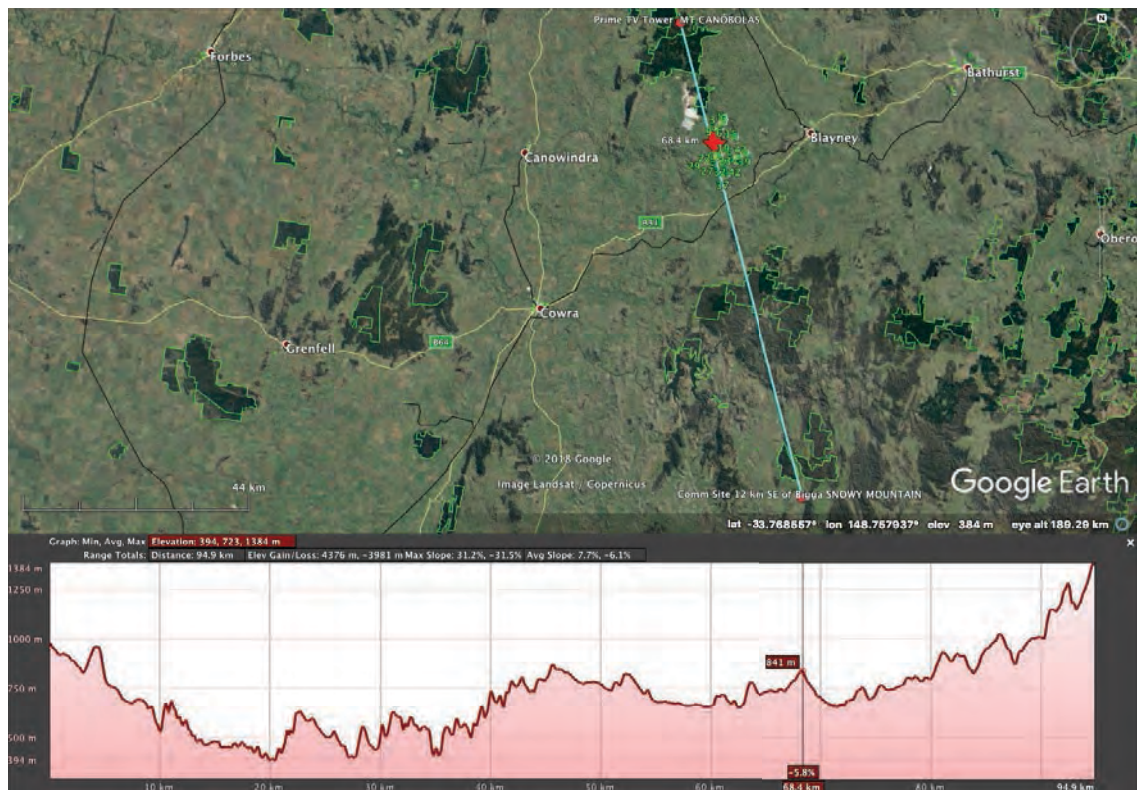 Prime TV Tower MT CANOBOLAS
N
Forbes
Bathurst
Blayney
68.4 km
Canowindra
Oberon
Cowra
Grenfell
864
© 2018 Google
Image Landsat / Copernicus
44 km
Google Earth
Comm Site 12 km SE of Bigga SNOWY MOUNTAIN
lat -33.768557° lon 148.757937° elev 384 m eye alt 189.29 km
Graph: Min, Avg, Max Elevation: 394, 723, 1384 m
Range Totals: Distance: 94.9 km Elev Gain/Loss: 4376 m, -3981 m Max Slope: 31.2%, -31.5% Avg Slope: 7.7%, -6.1%
1384 m
1250 m
1000 m
841 m
750 m
500 m
394 m
-5.8%
10 km 20 km 30 km 40 km 50 km 60 km 68.4 km 80 km 94.9 km